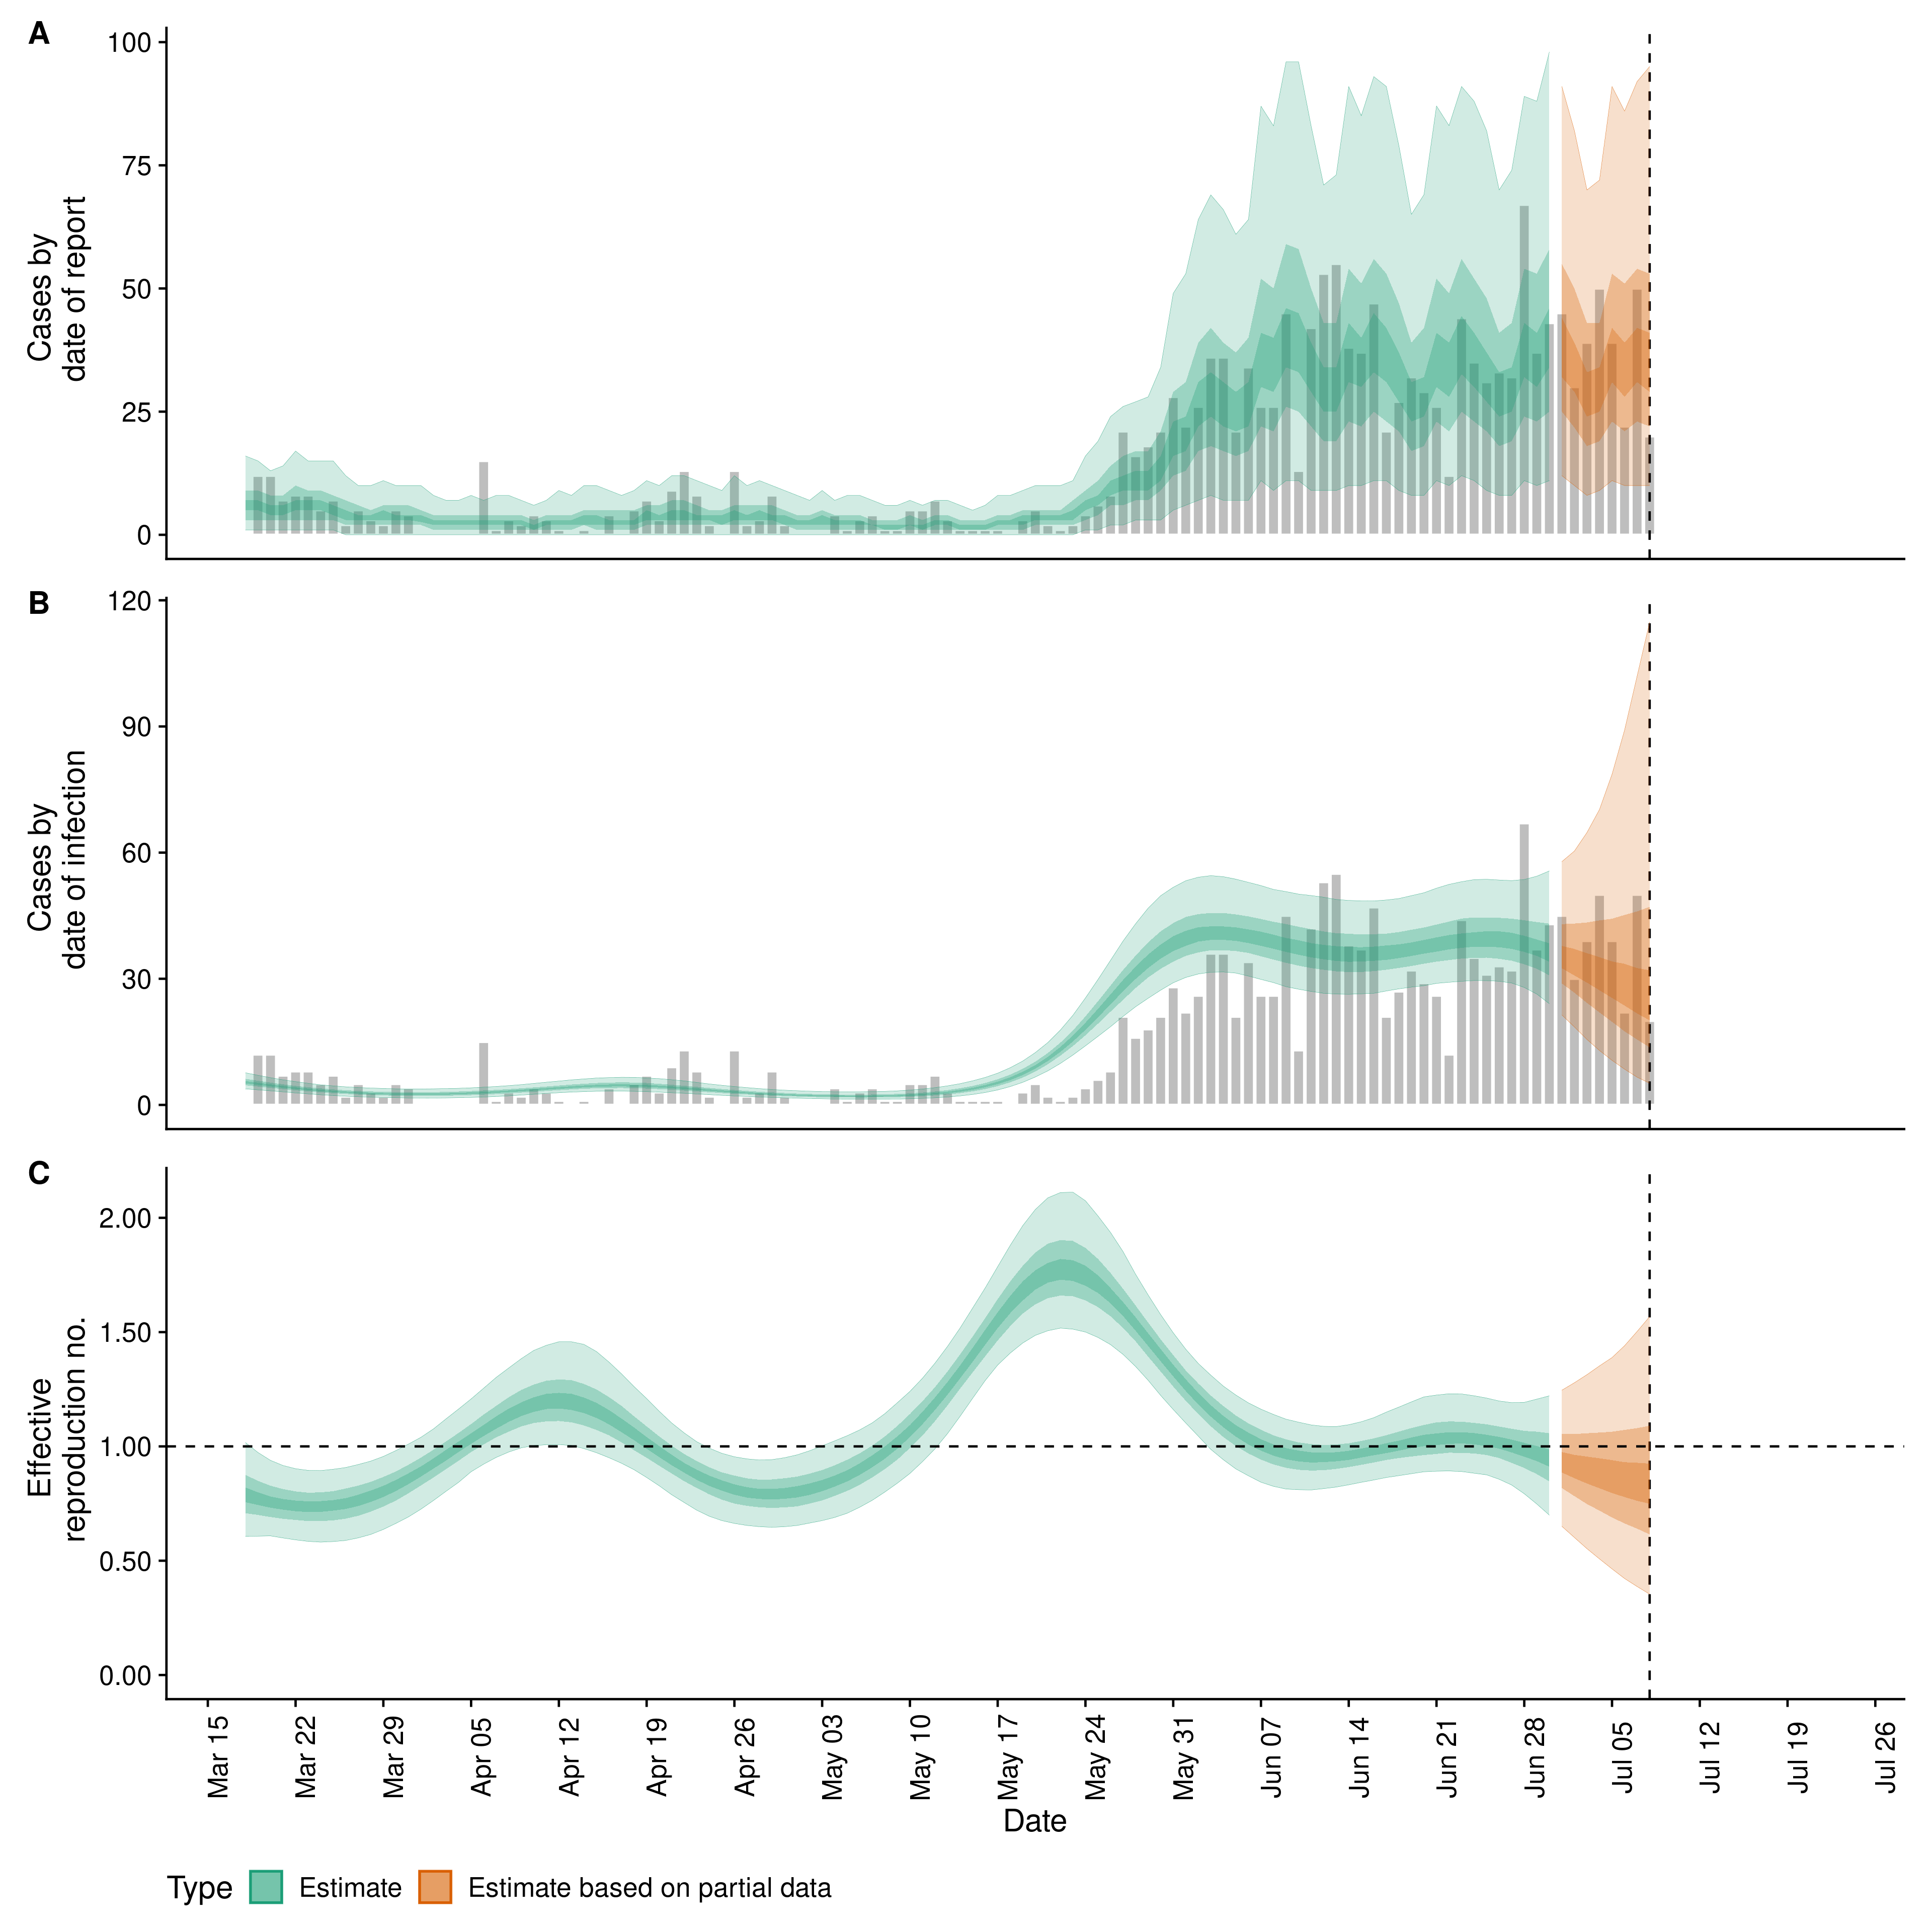 A
100
75
50
25
0
Cases by
date of report
B
120
90
60
30
0
Cases by
date of infection
C
2.00
1.50
1.00
0.50
0.00
Effective
reproduction no.
Mar 15
Mar 22
Mar 29
Apr 05
Apr 12
Apr 19
Apr 26
May 03
May 10
May 17
May 24
May 31
Jun 07
Jun 14
Jun 21
Jun 28
Jul 05
Jul 12
Jul 19
Jul 26
Date
Type Estimate Estimate based on partial data